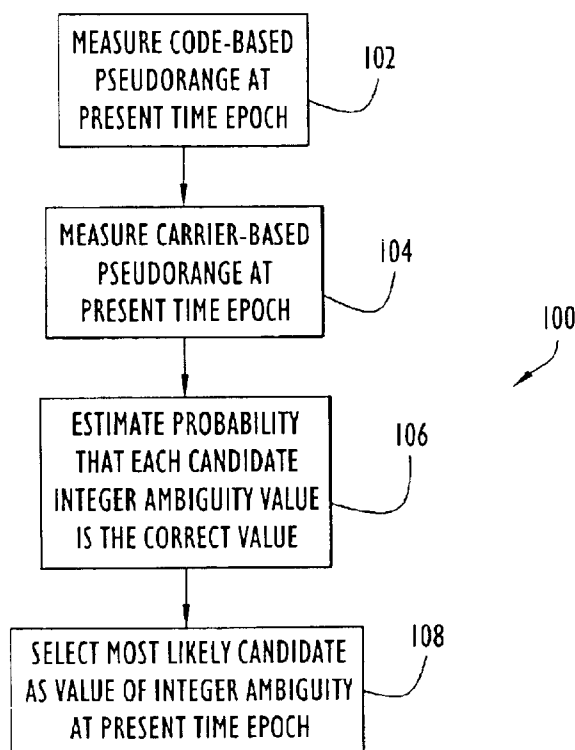 MEASURE CODE-BASED
PSEUDORANGE AT
PRESENT TIME EPOCH
102
MEASURE CARRIER-BASED
PSEUDORANGE AT
PRESENT TIME EPOCH
104
100
ESTIMATE PROBABILITY
THAT EACH CANDIDATE
INTEGER AMBIGUITY VALUE
IS THE CORRECT VALUE
106
SELECT MOST LIKELY CANDIDATE
AS VALUE OF INTEGER AMBIGUITY
AT PRESENT TIME EPOCH
108